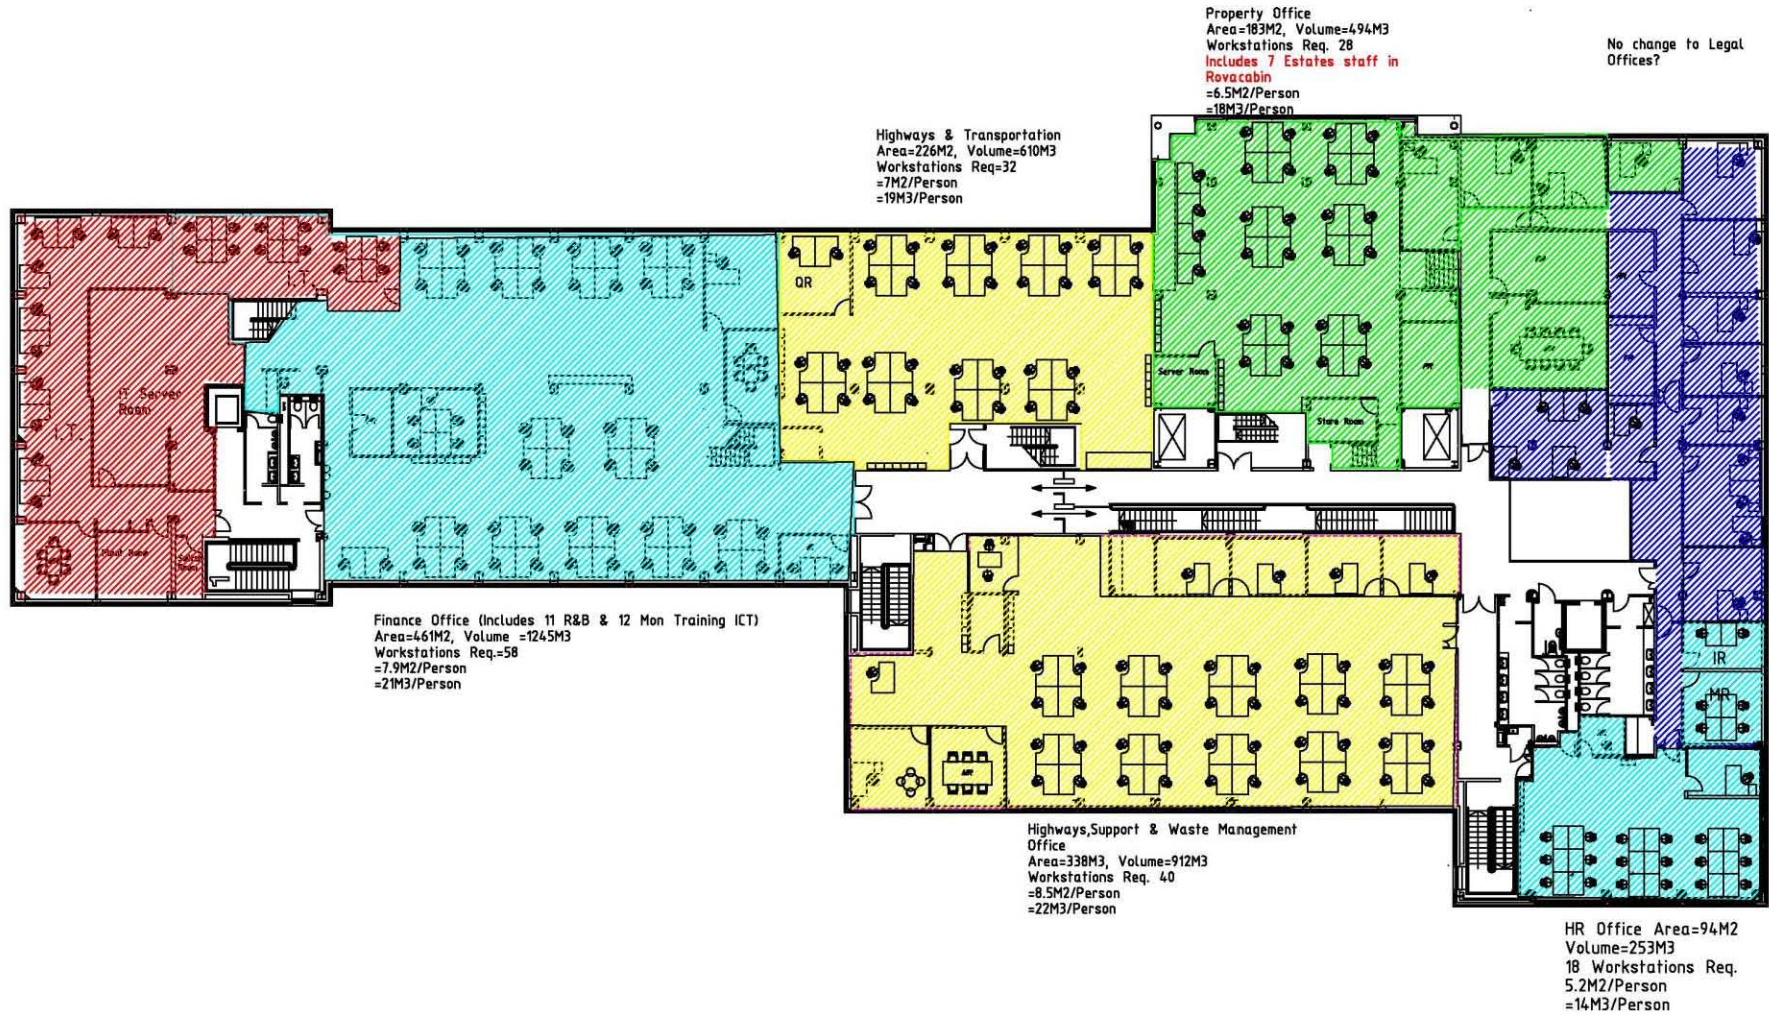 Property Office
Area=183M2, Volume=494M3
Workstations Req. 28
Includes 7 Estates staff in
Rovacabin
=6.5M2/Person
=18M3/Person
No change to Legal
Offices?
Highways & Transportation
Area=226M2, Volume=610M3
Workstations Req=32
=7M2/Person
=19M3/Person
I.T.
QR
IT Server
Room
I.T.
Server Room
Store Room
Finance Office (Includes 11 R&B & 12 Mon Training ICT)
Area=461M2, Volume =1245M3
Workstations Req.=58
=7.9M2/Person
=21M3/Person
IR
MR
MR
Highways,Support & Waste Management
Office
Area=338M3, Volume=912M3
Workstations Req. 40
=8.5M2/Person
=22M3/Person
HR Office Area=94M2
Volume=253M3
18 Workstations Req.
5.2M2/Person
=14M3/Person